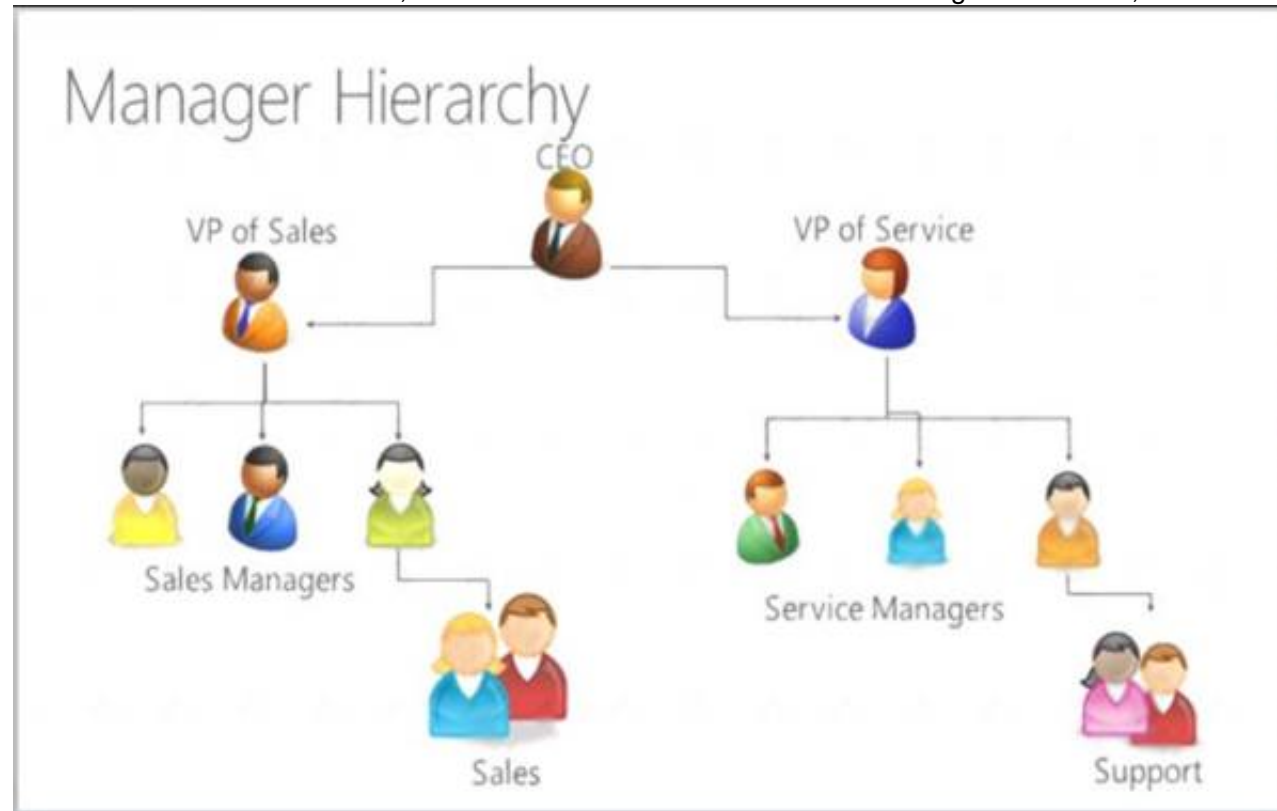 Manager Hierarchy
CEO
VP of Sales
VP of Service
Sales Managers
Service Managers
Sales
Support